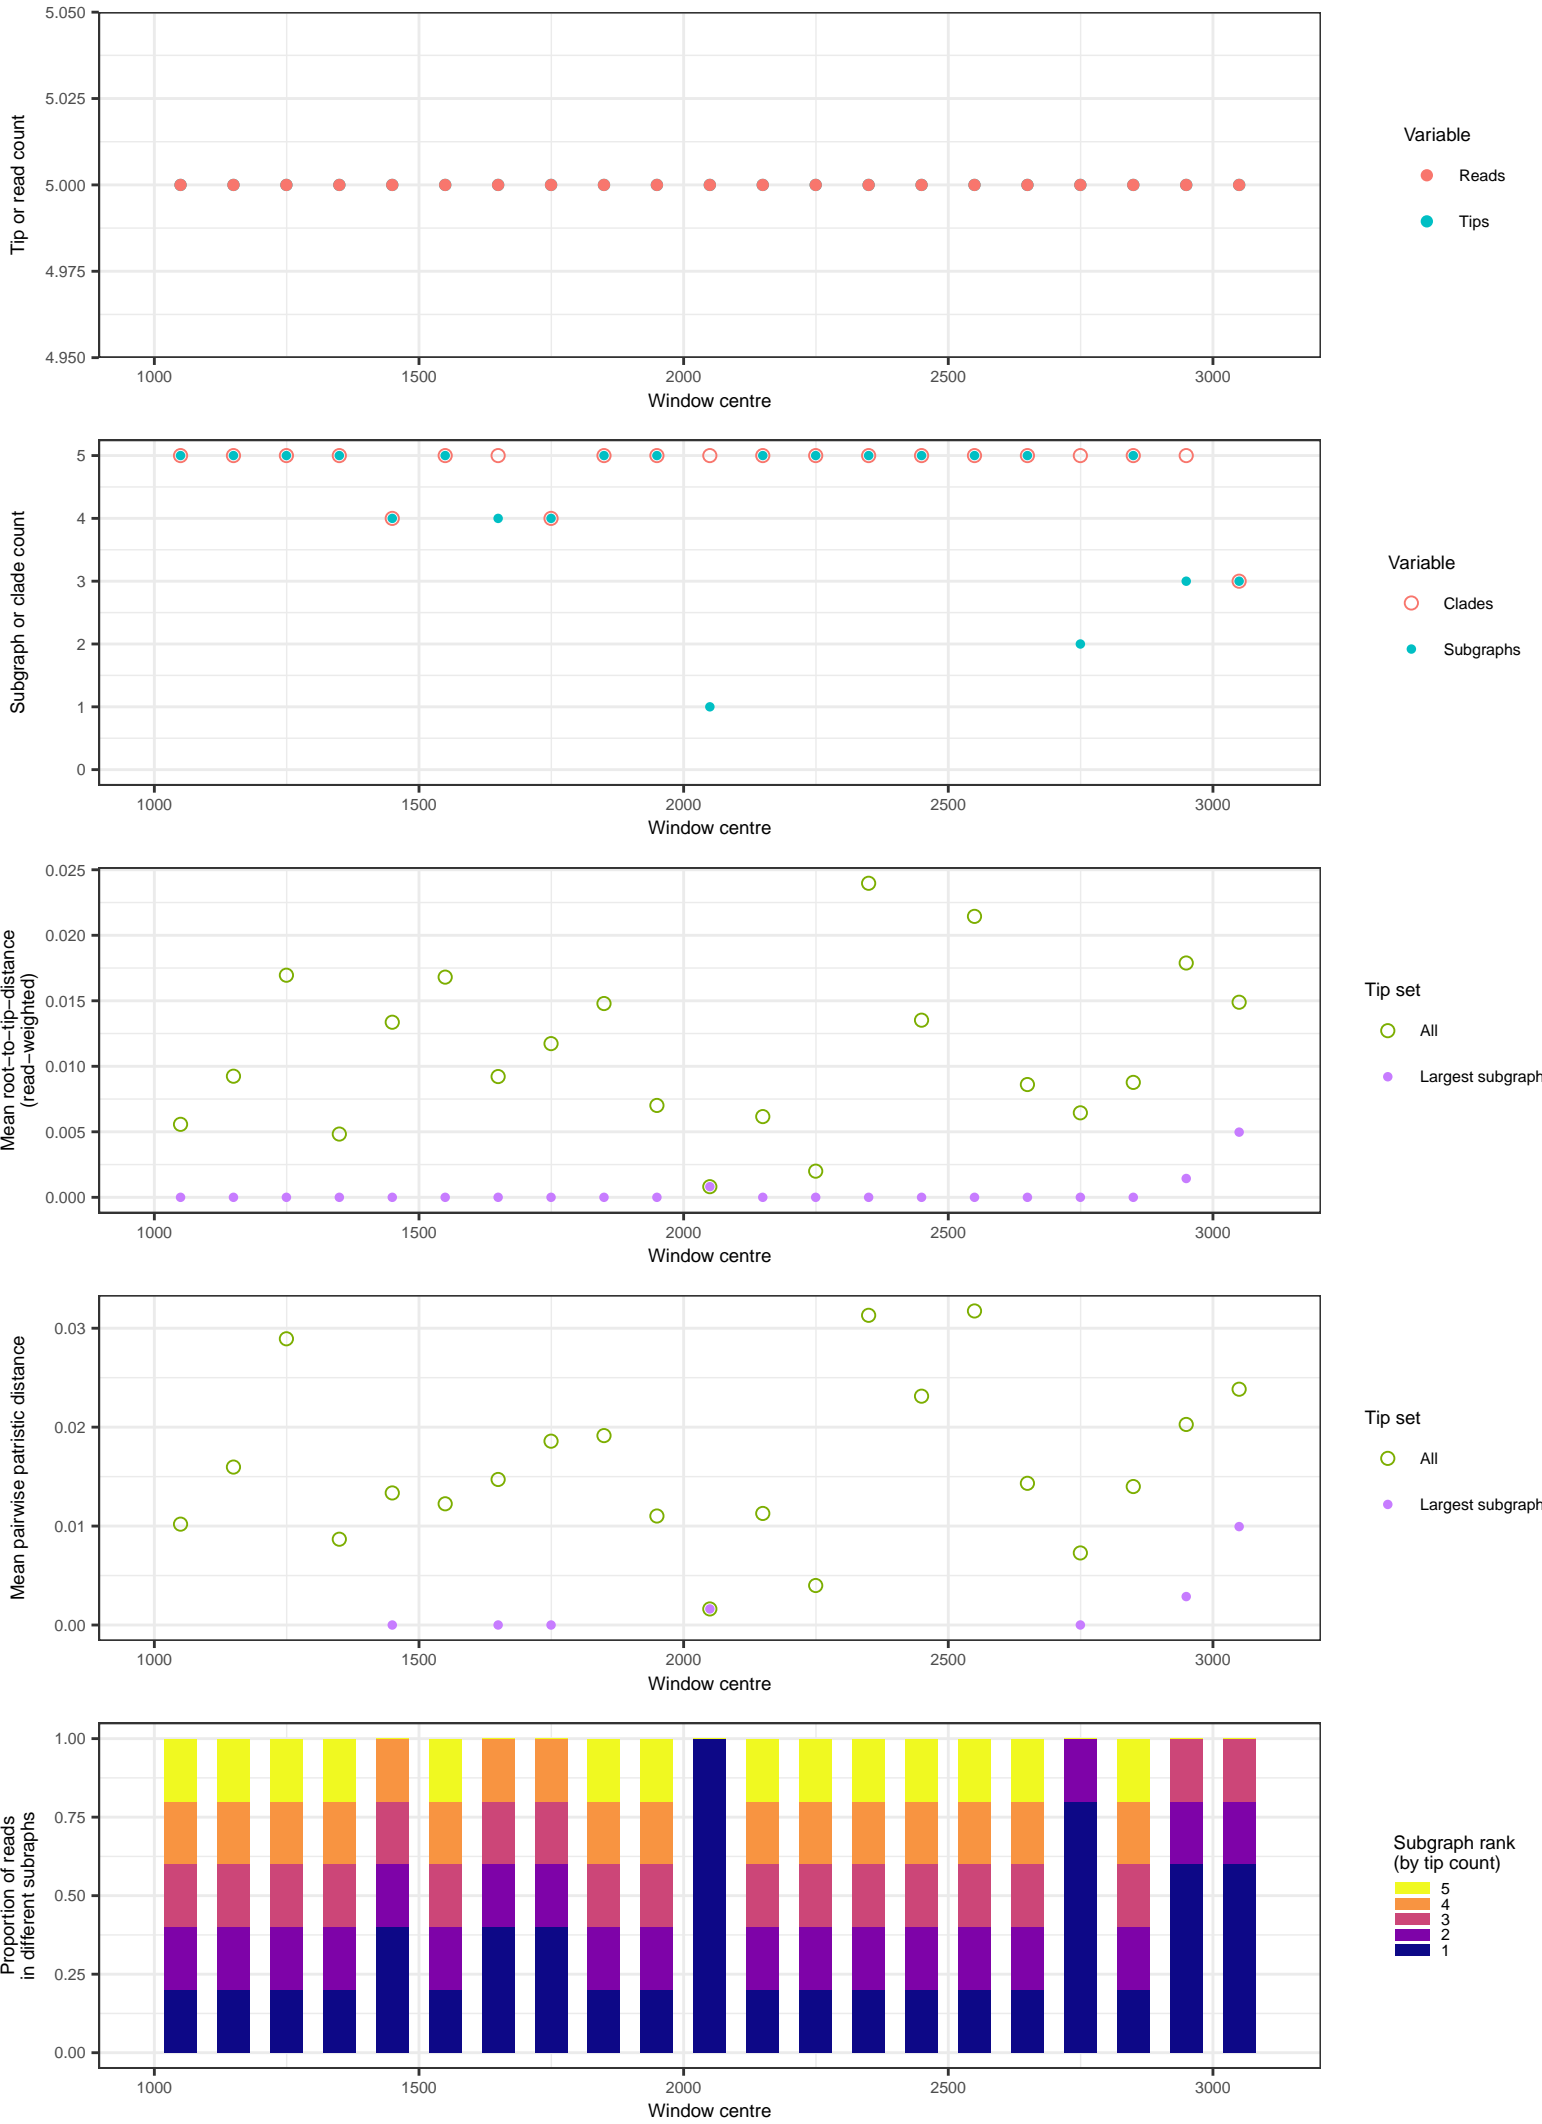 5.050
5.025
5.000
4.975
4.950
Tip or read count
1000 1500 2000 2500 3000
Window centre
Variable
Reads
Tips
5
4
3
2
1
0
Subgraph or clade count
1000 1500 2000 2500 3000
Window centre
Variable
Clades
Subgraphs
0.025
0.020
0.015
0.010
0.005
0.000
Mean root−to−tip−distance
(read−weighted)
1000 1500 2000 2500 3000
Window centre
Tip set
All
Largest subgraph
0.03
0.02
0.01
0.00
Mean pairwise patristic distance
1000 1500 2000 2500 3000
Window centre
Tip set
All
Largest subgraph
1.00
0.75
0.50
0.25
0.00
Proportion of reads
in different subraphs
1000 1500 2000 2500 3000
Window centre
Subgraph rank
(by tip count)
5
4
3
2
1